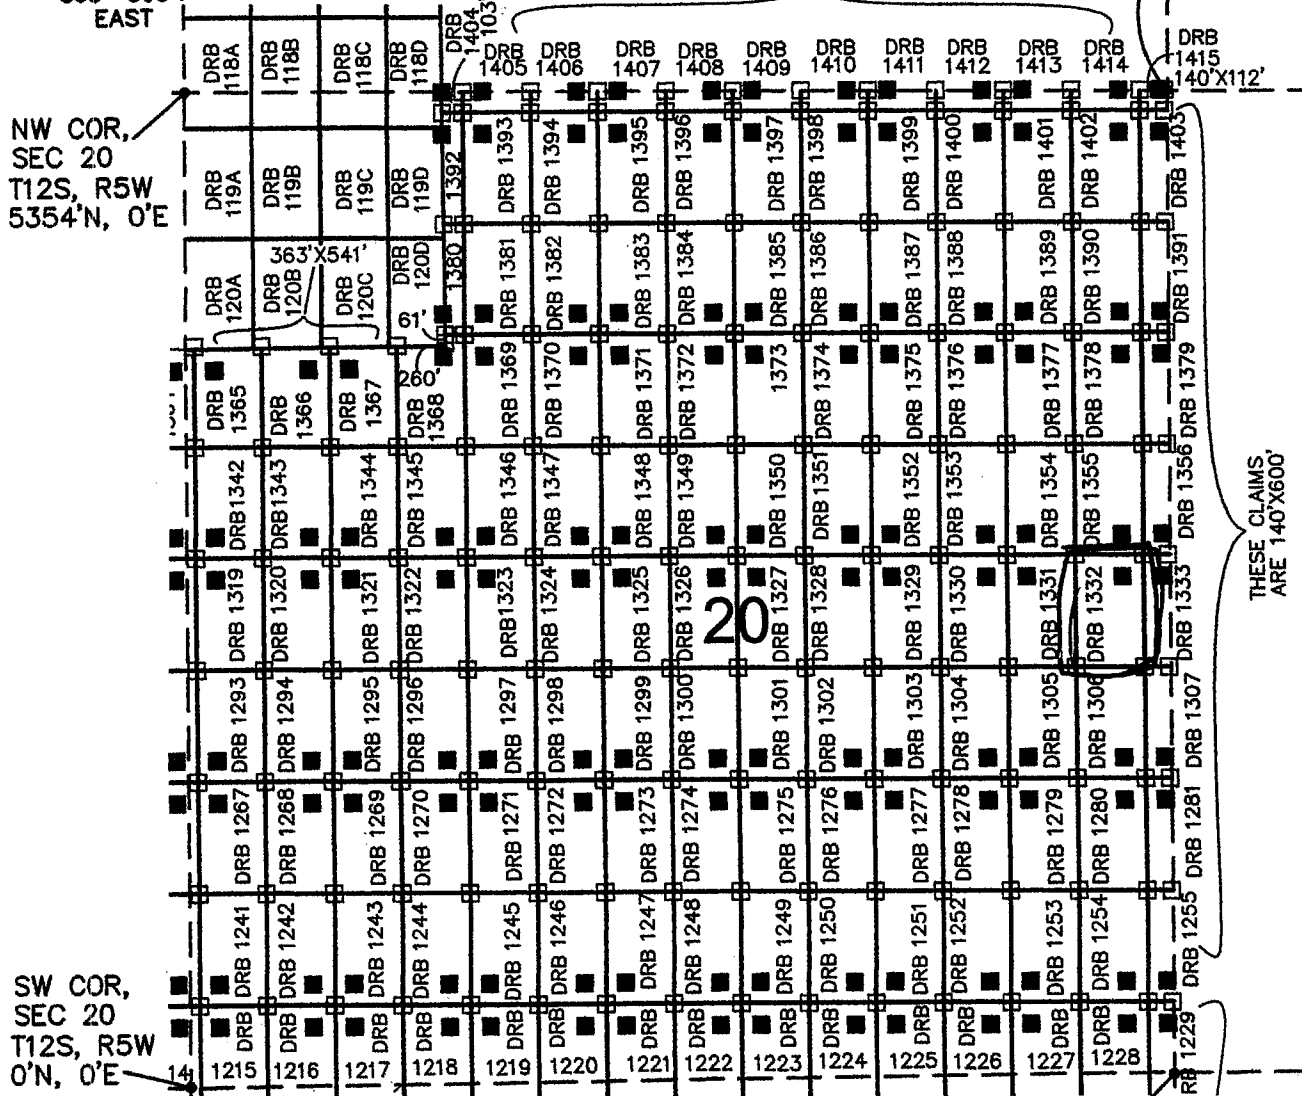 EAST
DRB 118A
DRB 118B
DRB 118C
DRB 118D
DRB 1404
103'
DRB 1405
DRB 1406
DRB 1407
DRB 1408
DRB 1409
DRB 1410
DRB 1411
DRB 1412
DRB 1413
DRB 1414
DRB 1415
140'X112'
NW COR,
SEC 20
T12S, R5W
5354'N, 0'E
DRB 119A
DRB 119B
DRB 119C
DRB 119D
1392
DRB 1393
DRB 1394
DRB 1395
DRB 1396
DRB 1397
DRB 1398
DRB 1399
DRB 1400
DRB 1401
DRB 1402
DRB 1403
363'X541'
DRB 120A
DRB 120B
DRB 120C
DRB 120D
1380
DRB 1381
DRB 1382
DRB 1383
DRB 1384
DRB 1385
DRB 1386
DRB 1387
DRB 1388
DRB 1389
DRB 1390
DRB 1391
61'
260'
DRB 1365
DRB 1366
DRB 1367
DRB 1368
DRB 1369
DRB 1370
DRB 1371
DRB 1372
1373
DRB 1374
DRB 1375
DRB 1376
DRB 1377
DRB 1378
DRB 1379
DRB 1342
DRB 1343
DRB 1344
DRB 1345
DRB 1346
DRB 1347
DRB 1348
DRB 1349
DRB 1350
DRB 1351
DRB 1352
DRB 1353
DRB 1354
DRB 1355
DRB 1356
THESE CLAIMS
ARE 140'X600'
DRB 1319
DRB 1320
DRB 1321
DRB 1322
DRB 1323
DRB 1324
DRB 1325
DRB 1326
20
DRB 1327
DRB 1328
DRB 1329
DRB 1330
DRB 1331
DRB 1332
DRB 1333
DRB 1293
DRB 1294
DRB 1295
DRB 1296
DRB 1297
DRB 1298
DRB 1299
DRB 1300
DRB 1301
DRB 1302
DRB 1303
DRB 1304
DRB 1305
DRB 1306
DRB 1307
DRB 1267
DRB 1268
DRB 1269
DRB 1270
DRB 1271
DRB 1272
DRB 1273
DRB 1274
DRB 1275
DRB 1276
DRB 1277
DRB 1278
DRB 1279
DRB 1280
DRB 1281
DRB 1241
DRB 1242
DRB 1243
DRB 1244
DRB 1245
DRB 1246
DRB 1247
DRB 1248
DRB 1249
DRB 1250
DRB 1251
DRB 1252
DRB 1253
DRB 1254
DRB 1255
SW COR,
SEC 20
T12S, R5W
0'N, 0'E
14
DRB 1215
DRB 1216
DRB 1217
DRB 1218
DRB 1219
DRB 1220
DRB 1221
DRB 1222
DRB 1223
DRB 1224
DRB 1225
DRB 1226
DRB 1227
DRB 1228
RB 1229